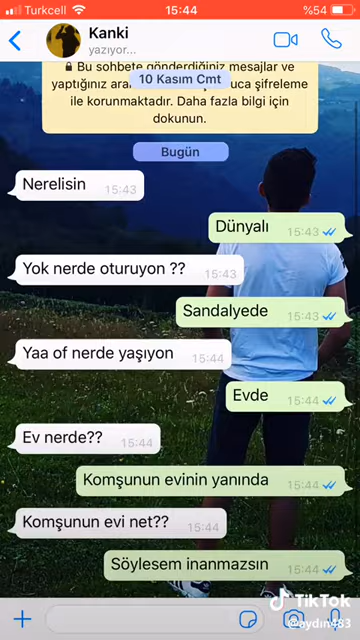 Turkcell 15:44 %54
Kanki
yazıyor...
Bu sohbete gönderdiğiniz mesajlar ve
yaptığınız ara 10 Kasım Cmt uca şifreleme
ile korunmaktadır. Daha fazla bilgi için
dokunun.
Bugün
Nerelisin 15:43
Dünyalı 15:43
Yok nerde oturuyon ?? 15:43
Sandalyede 15:43
Yaa of nerde yaşıyon 15:44
Evde 15:44
Ev nerde?? 15:44
Komşunun evinin yanında 15:44
Komşunun evi net?? 15:44
Söylesem inanmazsın 15:44
TikTok
@aydın483